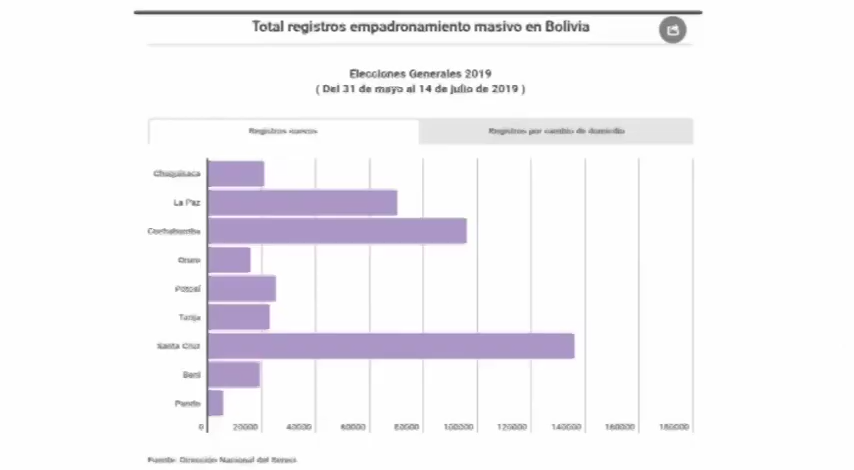 Total registros empadronamiento masivo en Bolivia
Elecciones Generales 2019
( Del 31 de mayo al 14 de julio de 2019 )
Registros nuevos
Registros por cambio de domicilio
Chuquisaca
La Paz
Cochabamba
Oruro
Potosí
Tarija
Santa Cruz
Beni
Pando
0 20000 40000 60000 80000 100000 120000 140000 160000 180000
Fuente: Dirección Nacional del Sereci